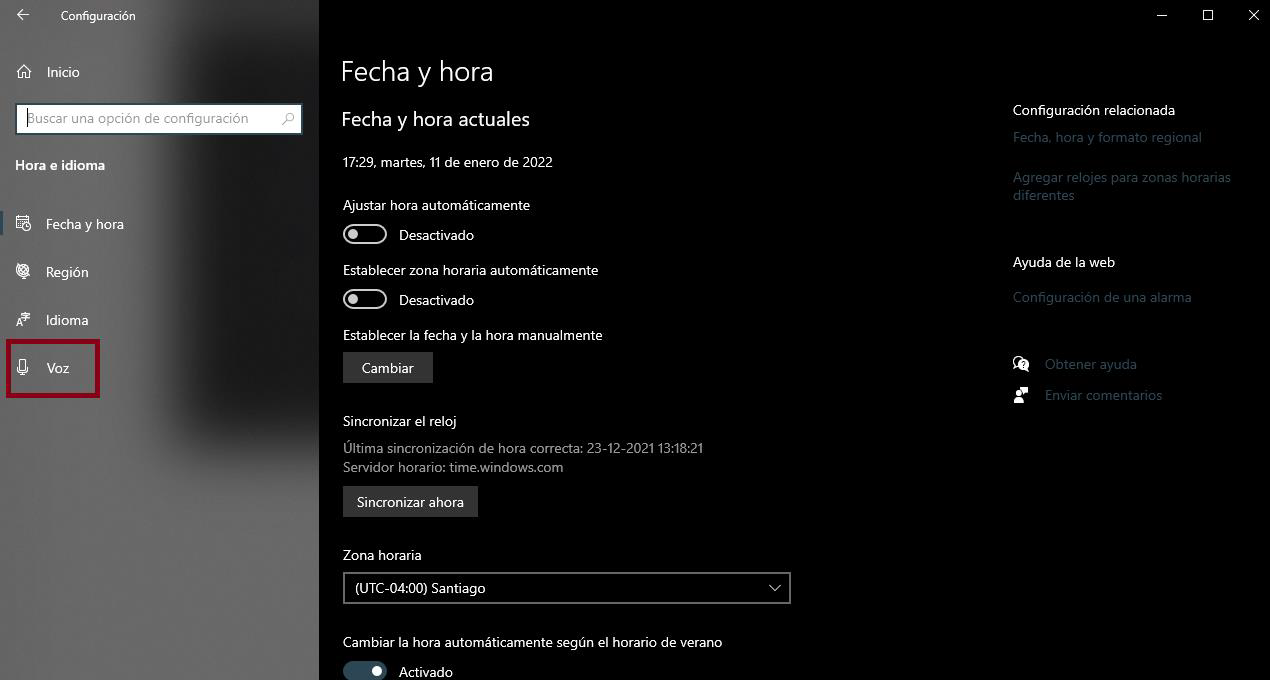 Configuración
Inicio
Buscar una opción de configuración
Hora e idioma
Fecha y hora
Región
Idioma
Voz
Fecha y hora
Fecha y hora actuales
17:29, martes, 11 de enero de 2022
Ajustar hora automáticamente
Desactivado
Establecer zona horaria automáticamente
Desactivado
Establecer la fecha y la hora manualmente
Cambiar
Sincronizar el reloj
Última sincronización de hora correcta: 23-12-2021 13:18:21
Servidor horario: time.windows.com
Sincronizar ahora
Zona horaria
(UTC-04:00) Santiago
Cambiar la hora automáticamente según el horario de verano
Activado
Configuración relacionada
Fecha, hora y formato regional
Agregar relojes para zonas horarias
diferentes
Ayuda de la web
Configuración de una alarma
Obtener ayuda
Enviar comentarios